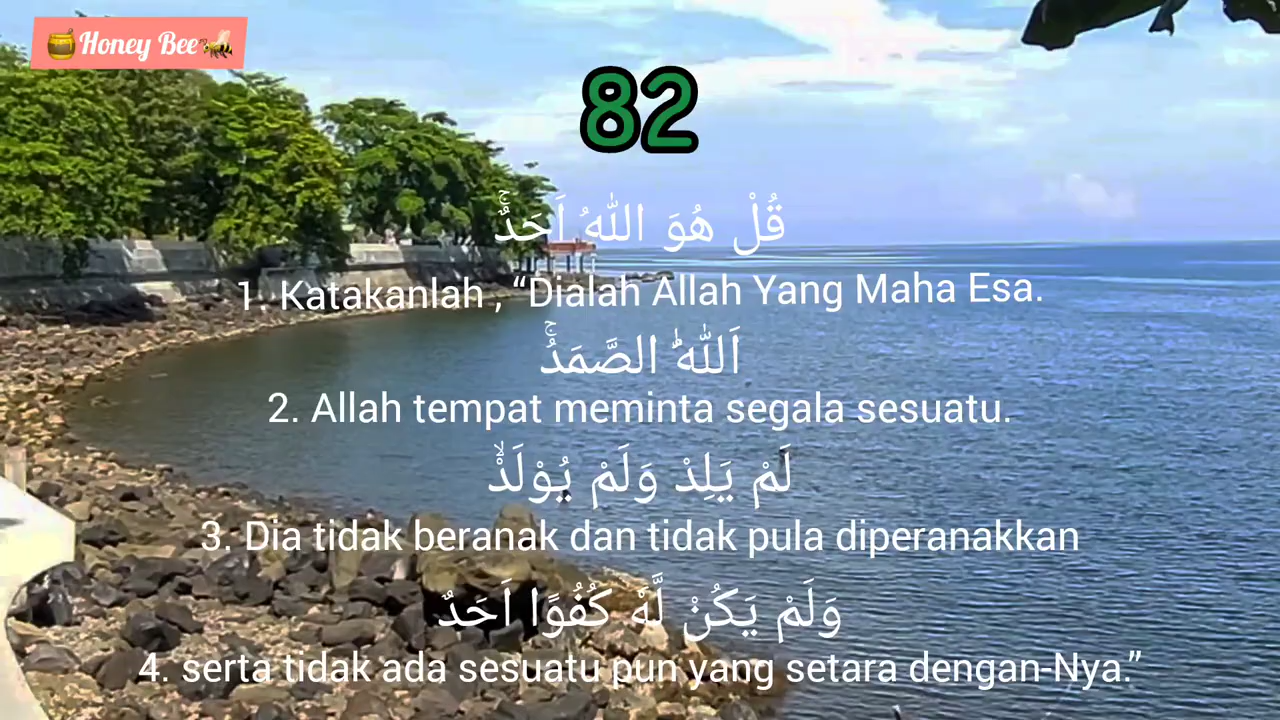 Honey Bee
82
قُلْ هُوَ اللّٰهُ اَحَدٌۚ
1. Katakanlah , “Dialah Allah Yang Maha Esa.
اَللّٰهُ الصَّمَدُۚ
2. Allah tempat meminta segala sesuatu.
لَمْ يَلِدْ وَلَمْ يُوْلَدْۙ
3. Dia tidak beranak dan tidak pula diperanakkan
وَلَمْ يَكُنْ لَّهٗ كُفُوًا اَحَدٌ
4. serta tidak ada sesuatu pun yang setara dengan-Nya.”